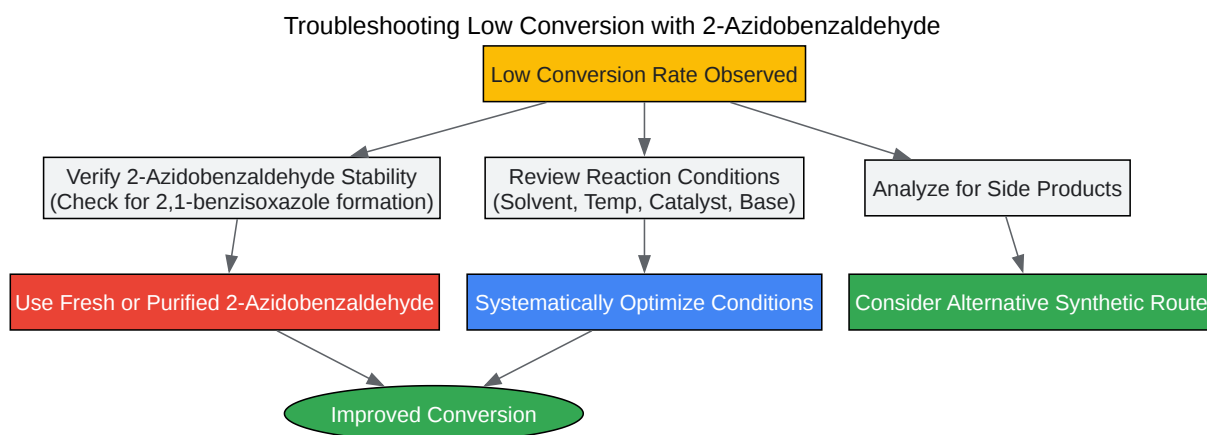 Troubleshooting Low Conversion with 2-Azidobenzaldehyde
Low Conversion Rate Observed
Verify 2-Azidobenzaldehyde Stability
(Check for 2,1-benzisoxazole formation)
Review Reaction Conditions
(Solvent, Temp, Catalyst, Base)
Analyze for Side Products
Use Fresh or Purified 2-Azidobenzaldehyde
Systematically Optimize Conditions
Consider Alternative Synthetic Route
Improved Conversion